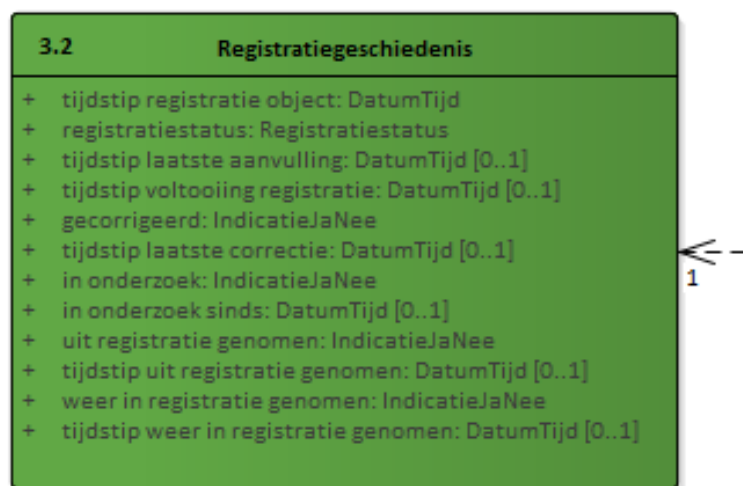 3.2 Registratiegeschiedenis
+ tijdstip registratie object: DatumTijd
+ registratiestatus: Registratiestatus
+ tijdstip laatste aanvulling: DatumTijd [0..1]
+ tijdstip voltooiing registratie: DatumTijd [0..1]
+ gecorrigeerd: IndicatieJaNee
+ tijdstip laatste correctie: DatumTijd [0..1]
+ in onderzoek: IndicatieJaNee
+ in onderzoek sinds: DatumTijd [0..1]
+ uit registratie genomen: IndicatieJaNee
+ tijdstip uit registratie genomen: DatumTijd [0..1]
+ weer in registratie genomen: IndicatieJaNee
+ tijdstip weer in registratie genomen: DatumTijd [0..1]
1